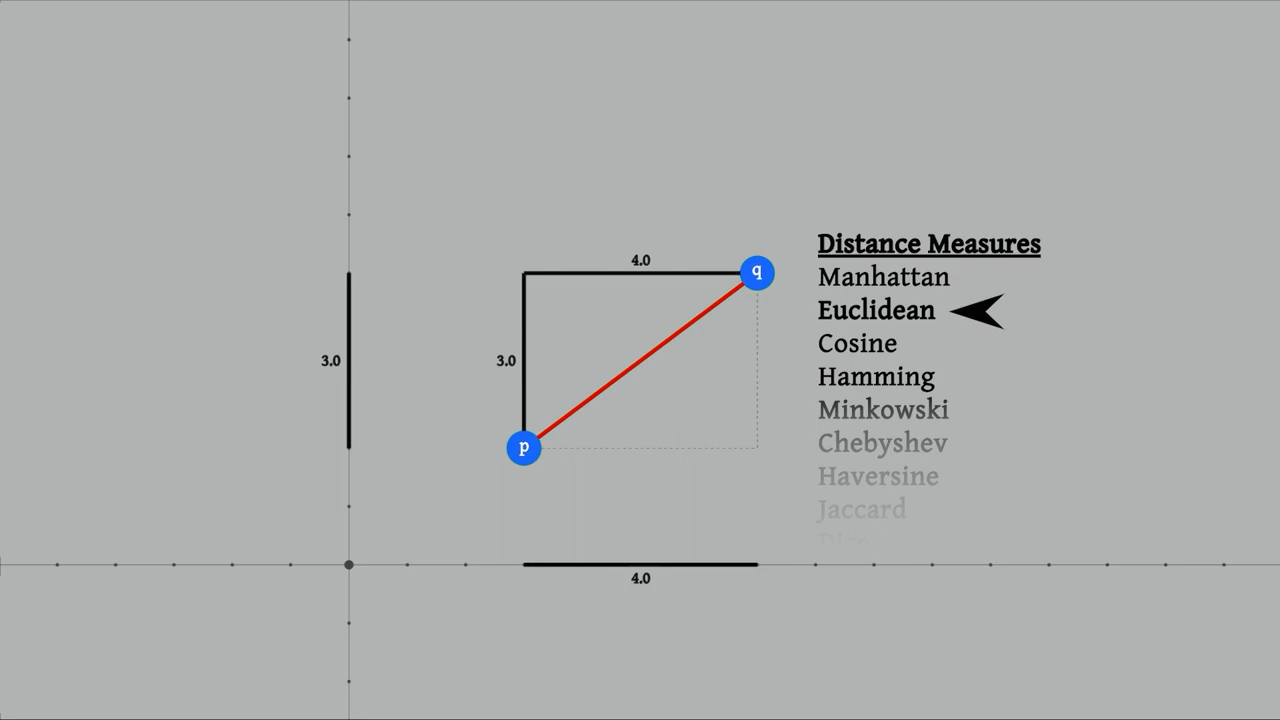 4.0
q
3.0
3.0
p
4.0
Distance Measures
Manhattan
Euclidean
Cosine
Hamming
Minkowski
Chebyshev
Haversine
Jaccard